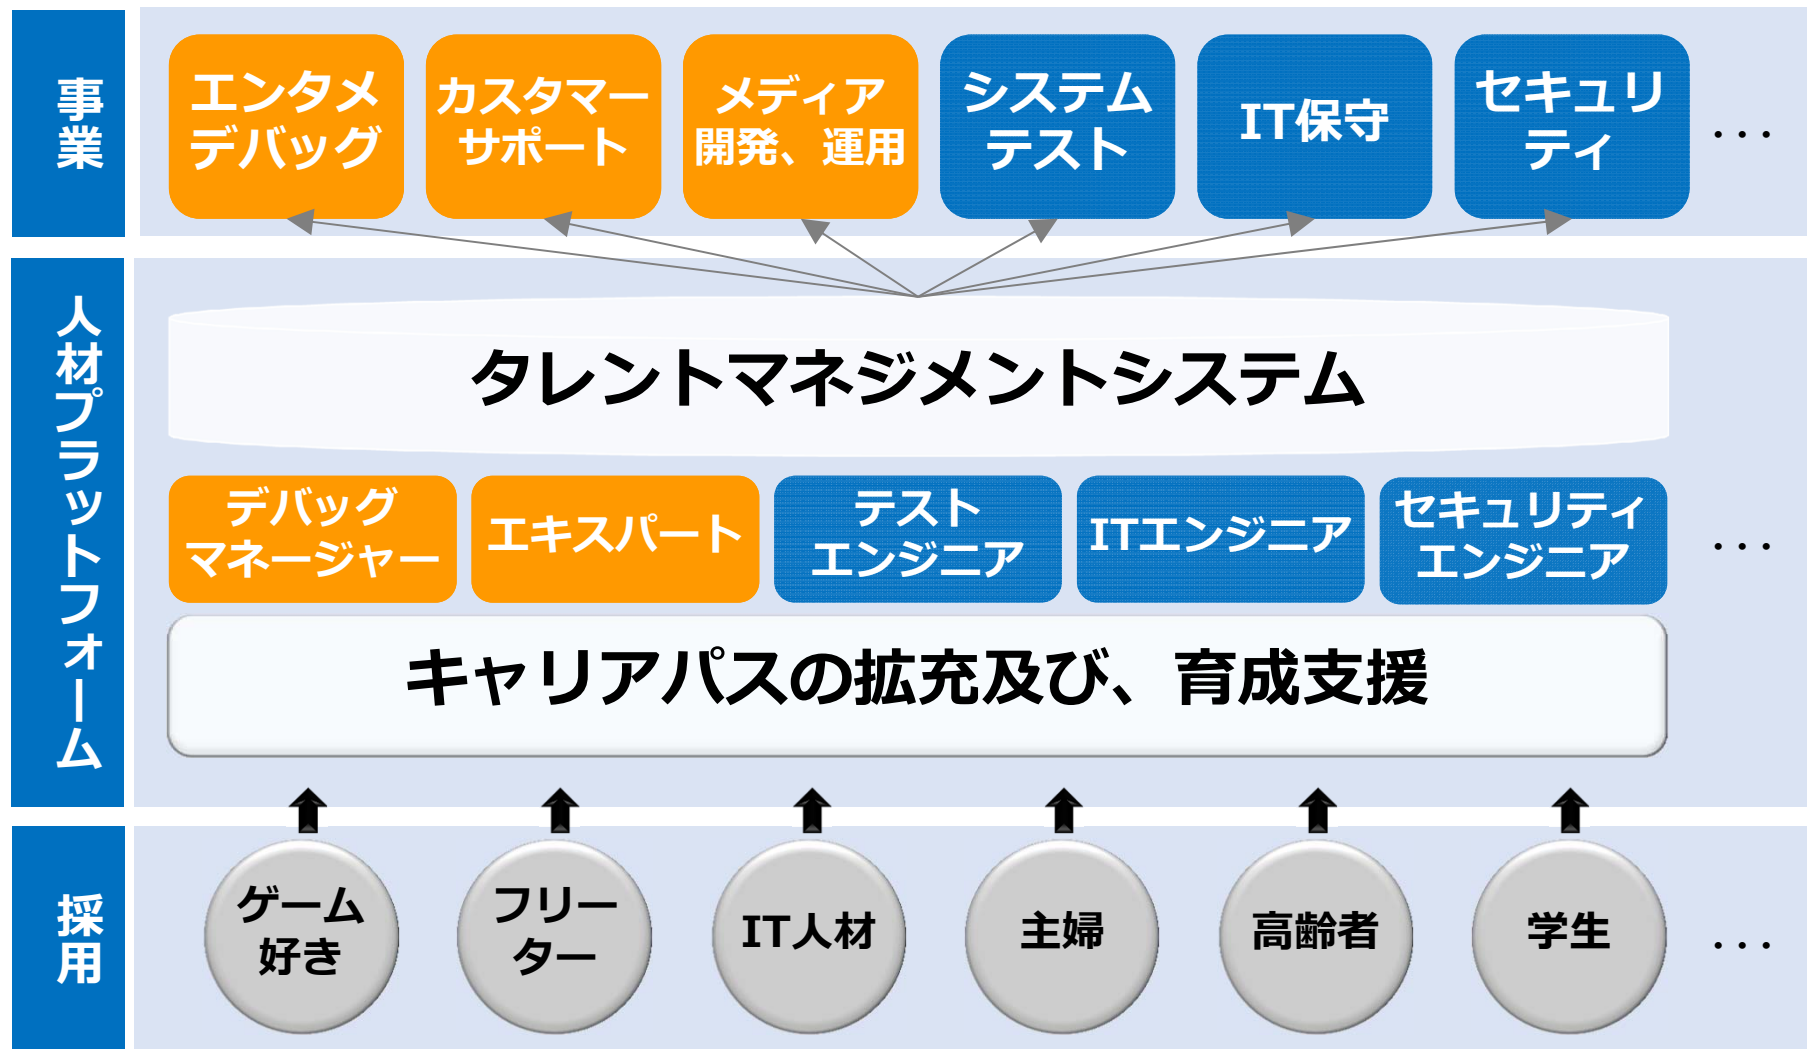 事業
エンタメ
デバッグ
カスタマー
サポート
メディア
開発、運用
システム
テスト
IT保守
セキュリ
ティ
...
人材プラットフォーム
タレントマネジメントシステム
デバッグ
マネージャー
エキスパート
テスト
エンジニア
ITエンジニア
セキュリティ
エンジニア
...
キャリアパスの拡充及び、育成支援
採用
ゲーム
好き
フリー
ター
IT人材
主婦
高齢者
学生
...